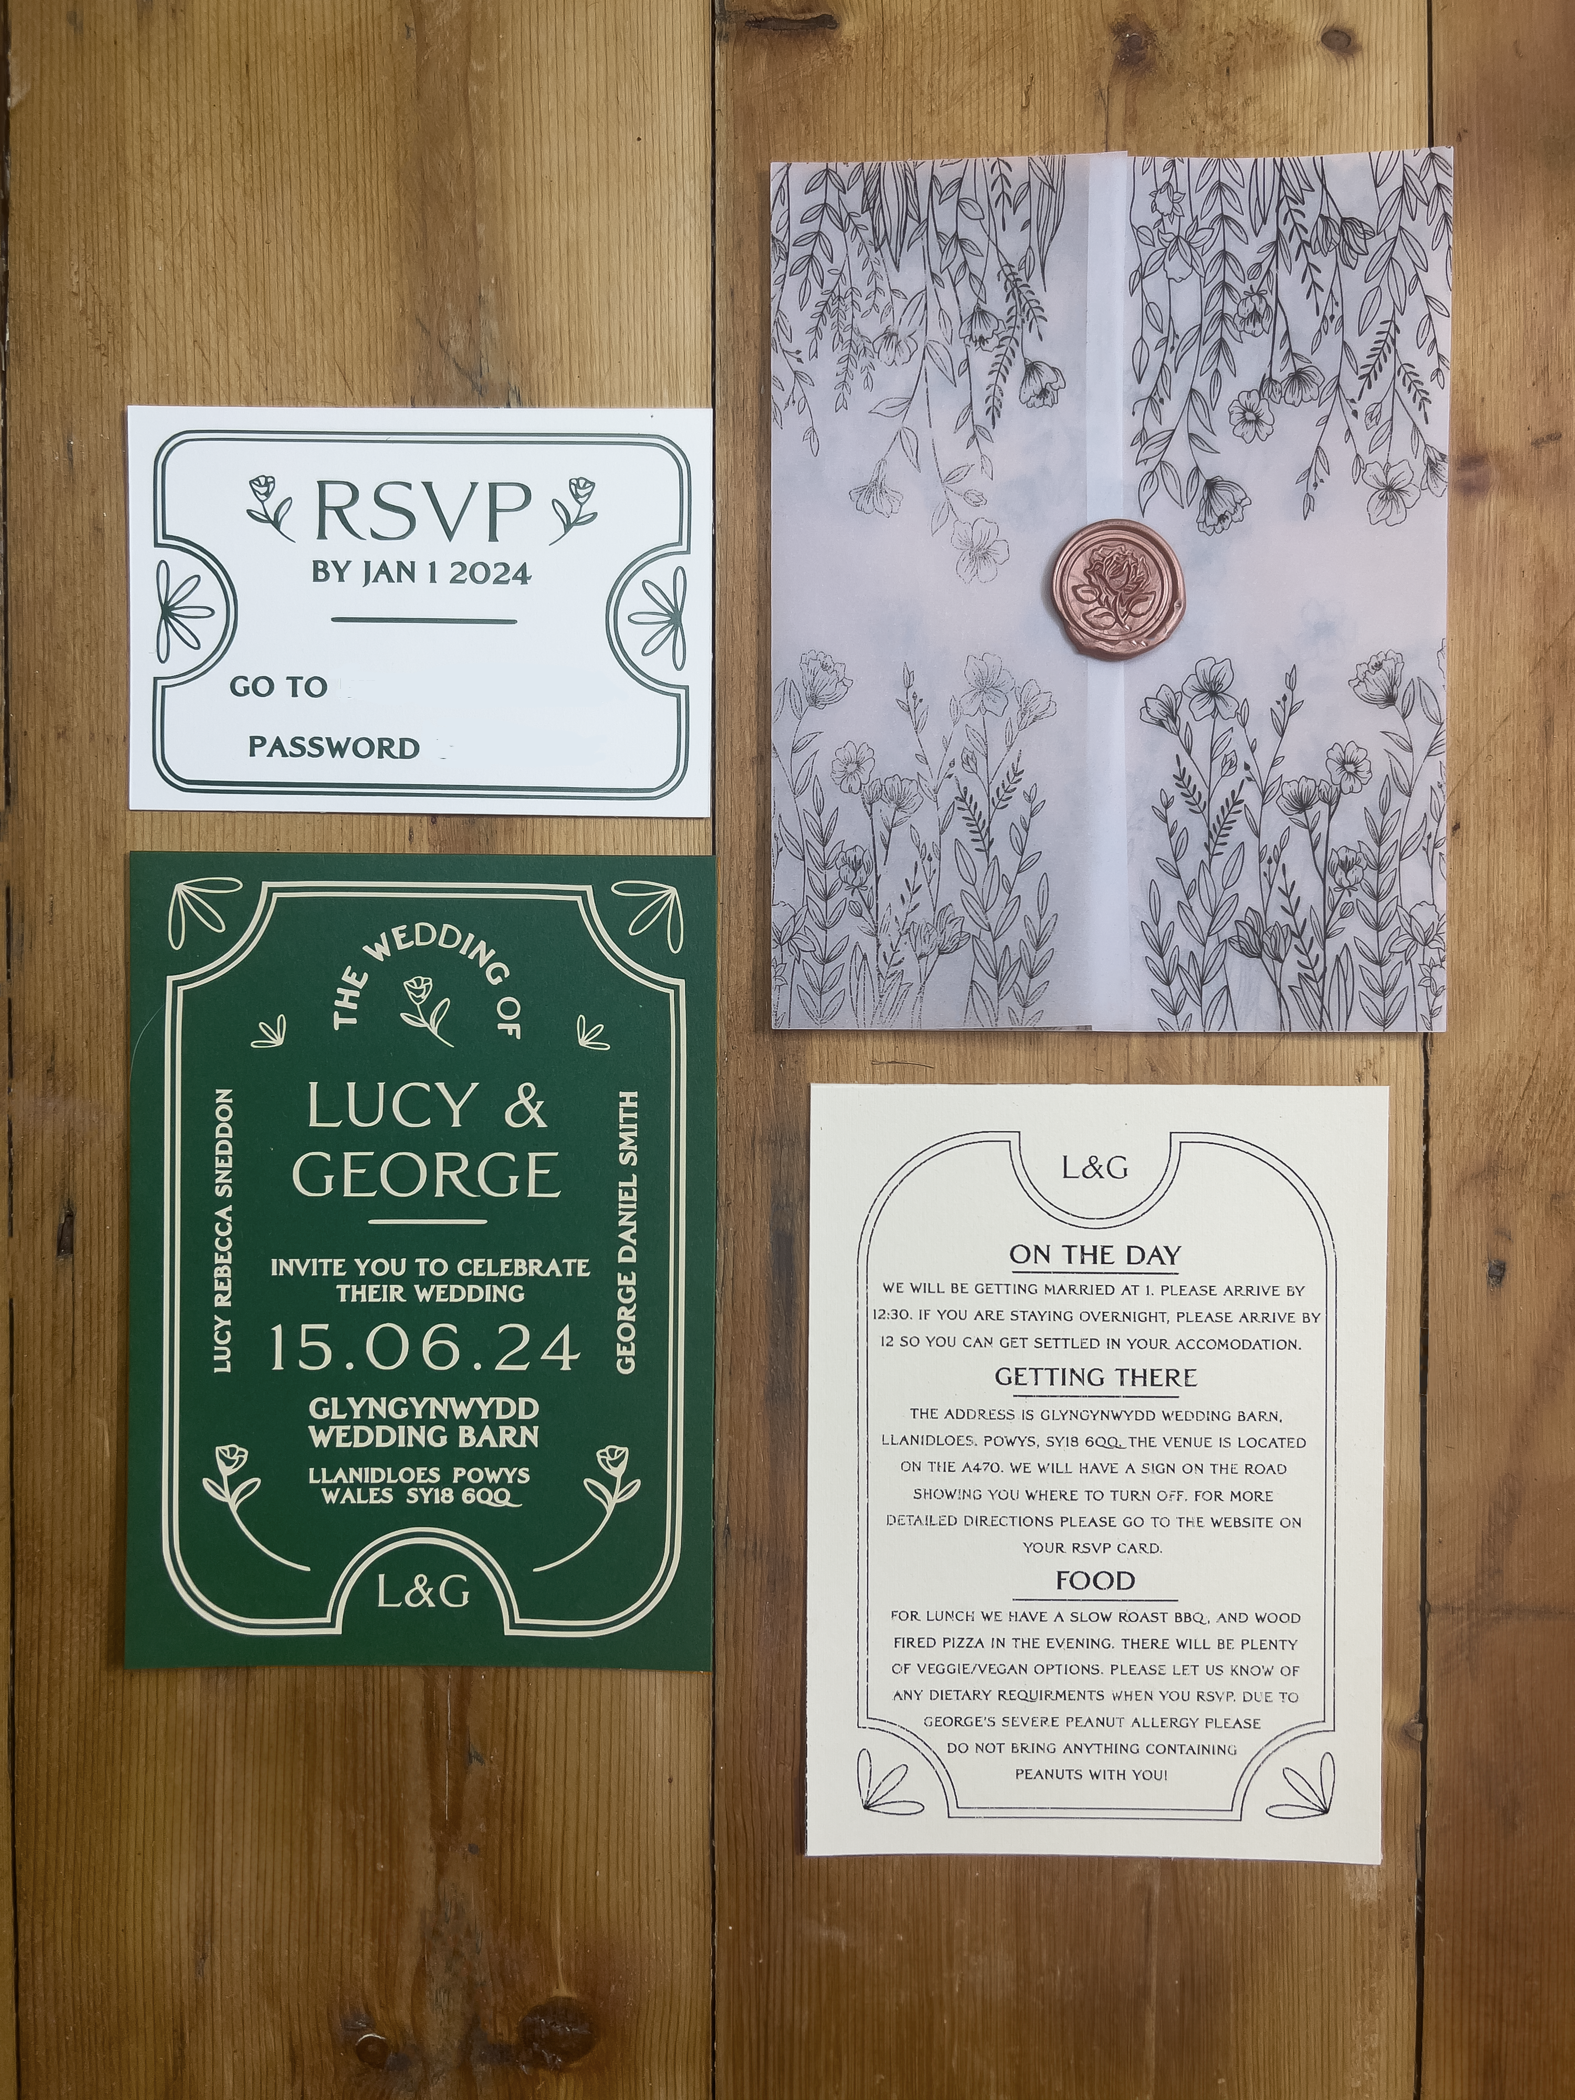 RSVP
BY JAN 1 2024
GO TO
PASSWORD
THE WEDDING OF
LUCY &
GEORGE
LUCY REBECCA SNEDDON
GEORGE DANIEL SMITH
INVITE YOU TO CELEBRATE
THEIR WEDDING
15.06.24
GLYNGYNWYDD
WEDDING BARN
LLANIDLOES POWYS
WALES SY18 6QQ
L&G
L&G
ON THE DAY
WE WILL BE GETTING MARRIED AT 1. PLEASE ARRIVE BY
12:30. IF YOU ARE STAYING OVERNIGHT, PLEASE ARRIVE BY
12 SO YOU CAN GET SETTLED IN YOUR ACCOMODATION.
GETTING THERE
THE ADDRESS IS GLYNGYNWYDD WEDDING BARN,
LLANIDLOES, POWYS, SY18 6QQ. THE VENUE IS LOCATED
ON THE A470. WE WILL HAVE A SIGN ON THE ROAD
SHOWING YOU WHERE TO TURN OFF. FOR MORE
DETAILED DIRECTIONS PLEASE GO TO THE WEBSITE ON
YOUR RSVP CARD.
FOOD
FOR LUNCH WE HAVE A SLOW ROAST BBQ, AND WOOD
FIRED PIZZA IN THE EVENING. THERE WILL BE PLENTY
OF VEGGIE/VEGAN OPTIONS. PLEASE LET US KNOW OF
ANY DIETARY REQUIRMENTS WHEN YOU RSVP. DUE TO
GEORGE'S SEVERE PEANUT ALLERGY PLEASE
DO NOT BRING ANYTHING CONTAINING
PEANUTS WITH YOU!